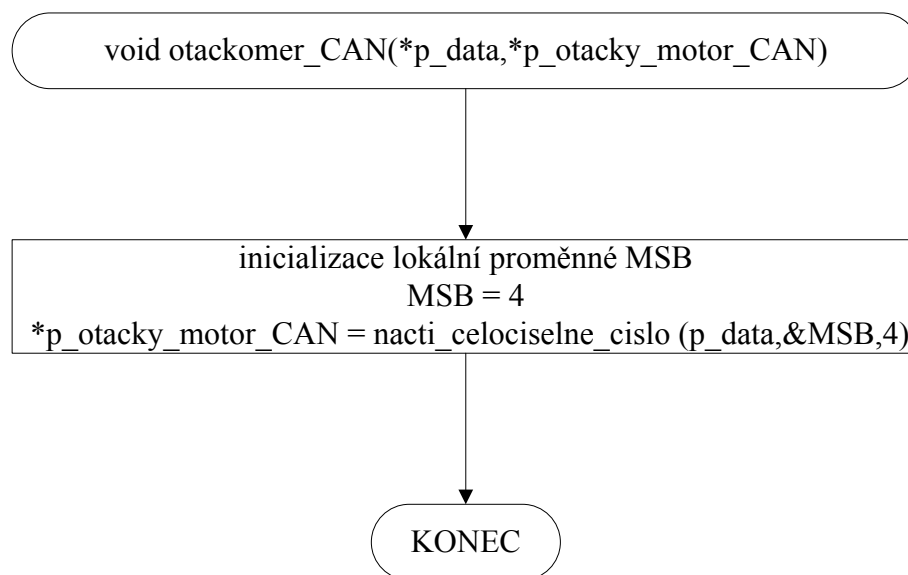 void otackomer_CAN(*p_data,*p_otacky_motor_CAN)
inicializace lokální proměnné MSB
MSB = 4
*p_otacky_motor_CAN = nacti_celociselne_cislo (p_data,&MSB,4)
KONEC